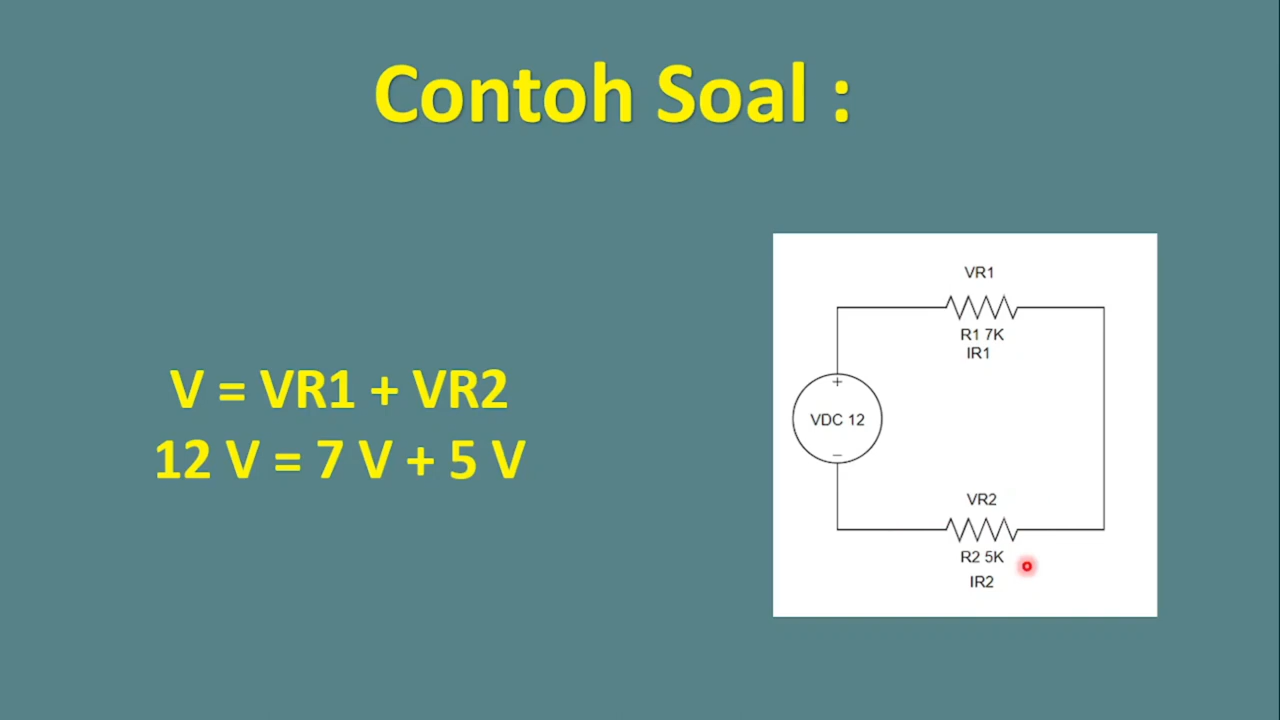 Contoh Soal :
V = VR1 + VR2
12 V = 7 V + 5 V
VR1
R1 7K
IR1
+
VDC 12
–
VR2
R2 5K
IR2